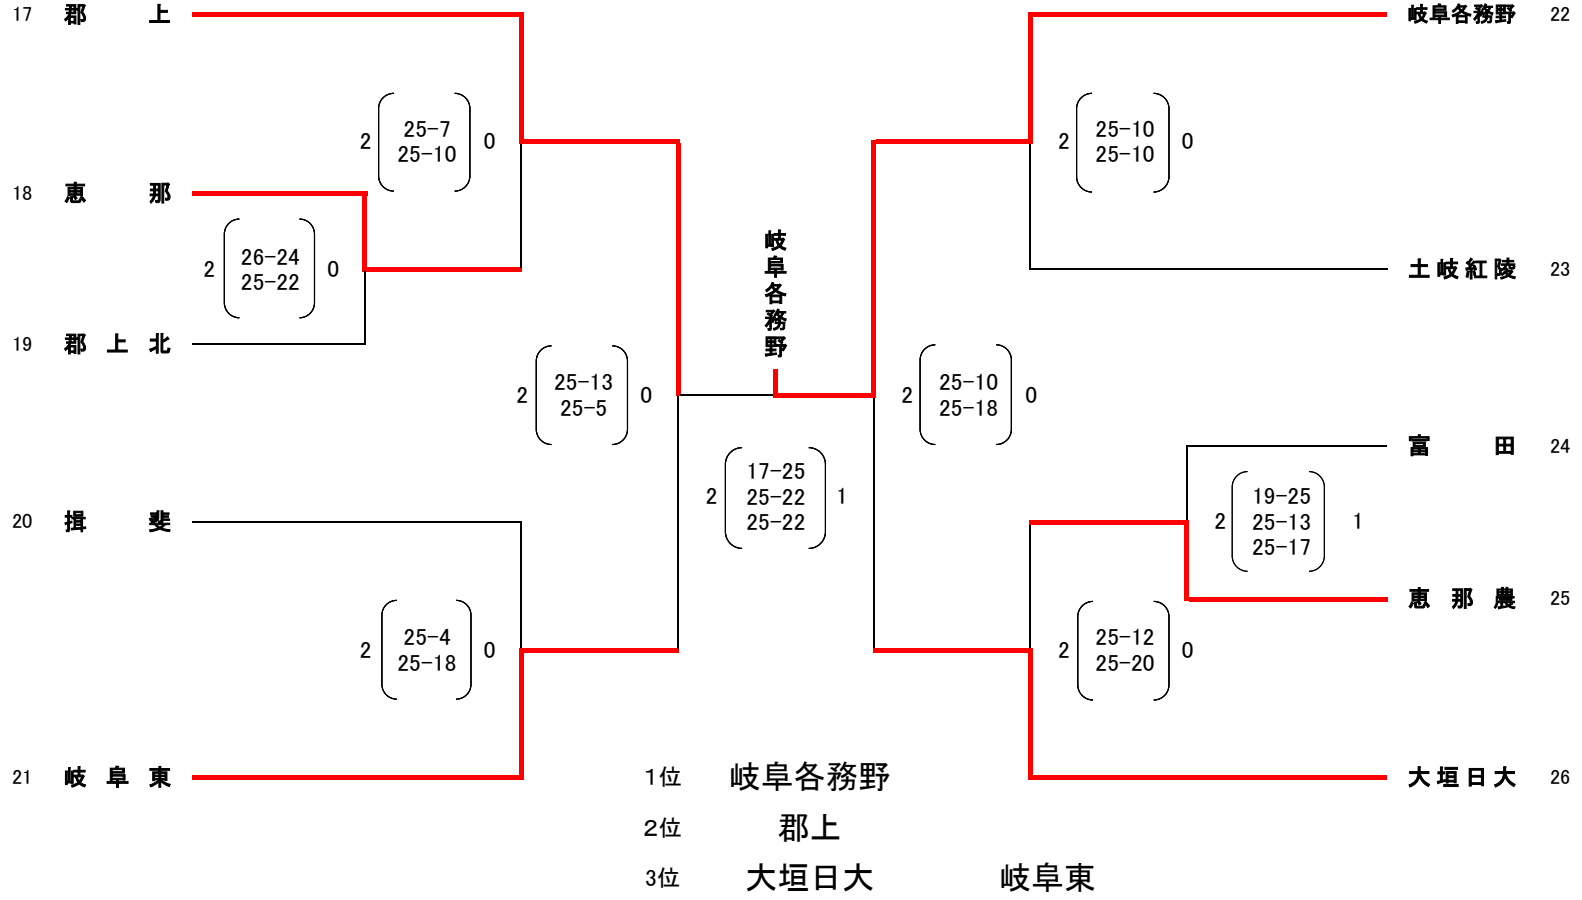 17 郡上
岐阜各務野 22
2 25-7 0
25-10
2 25-10 0
25-10
18 恵那
2 26-24 0
25-22
岐阜各務野
土岐紅陵 23
19 郡上北
2 25-13 0
25-5
2 25-10 0
25-18
富田 24
2 17-25 1
25-22
25-22
2 19-25 1
25-13
25-17
20 揖斐
恵那農 25
2 25-4 0
25-18
2 25-12 0
25-20
21 岐阜東
大垣日大 26
1位 岐阜各務野
2位 郡上
3位 大垣日大 岐阜東